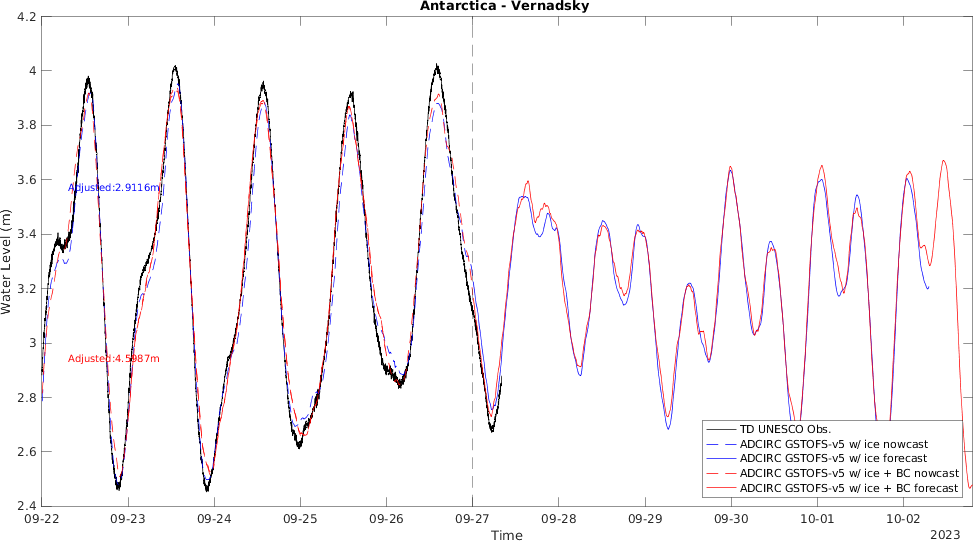 Antarctica - Vernadsky
4.2
4
3.8
3.6
3.4
3.2
3
2.8
2.6
2.4
Water Level (m)
Adjusted:2.9116m
Adjusted:4.5987m
TD UNESCO Obs.
ADCIRC GSTOFS-v5 w/ ice nowcast
ADCIRC GSTOFS-v5 w/ ice forecast
ADCIRC GSTOFS-v5 w/ ice + BC nowcast
ADCIRC GSTOFS-v5 w/ ice + BC forecast
09-22 09-23 09-24 09-25 09-26 09-27 09-28 09-29 09-30 10-01 10-02
Time
2023